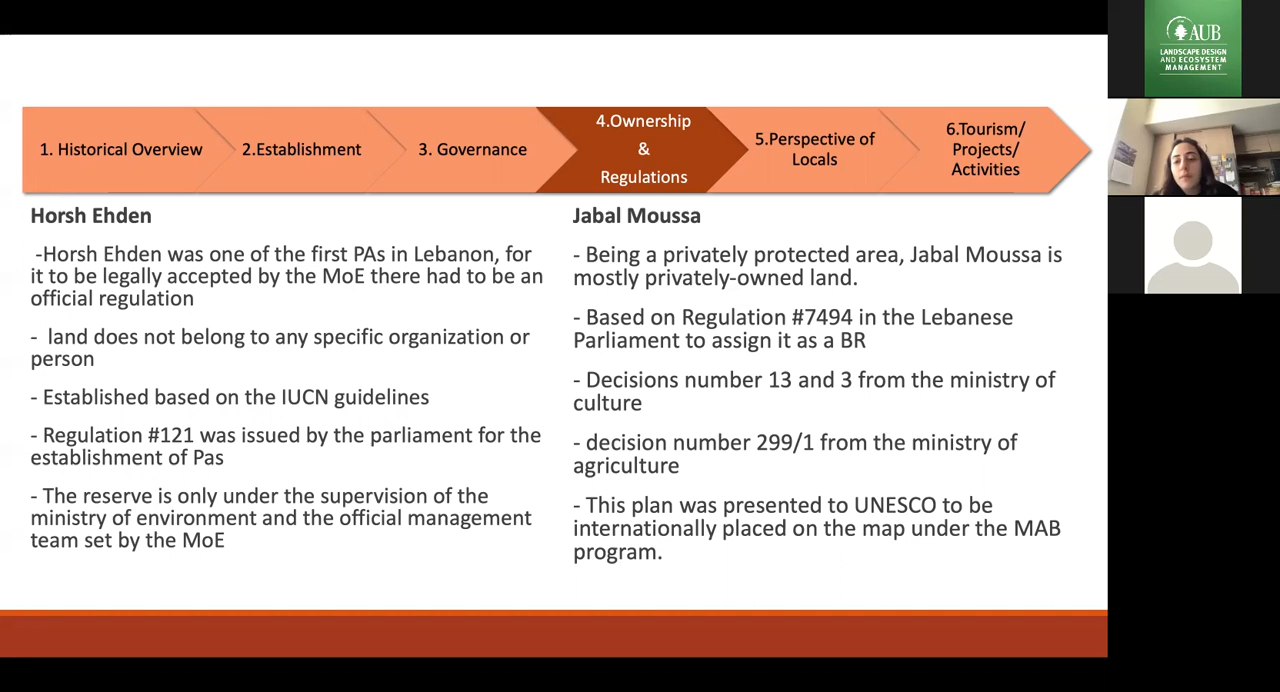 1. Historical Overview
2.Establishment
3. Governance
4.Ownership
&
Regulations
5.Perspective of
Locals
6.Tourism/
Projects/
Activities
Horsh Ehden
-Horsh Ehden was one of the first PAs in Lebanon, for
it to be legally accepted by the MoE there had to be an
official regulation
- land does not belong to any specific organization or
person
- Established based on the IUCN guidelines
- Regulation #121 was issued by the parliament for the
establishment of Pas
- The reserve is only under the supervision of the
ministry of environment and the official management
team set by the MoE
Jabal Moussa
- Being a privately protected area, Jabal Moussa is
mostly privately-owned land.
- Based on Regulation #7494 in the Lebanese
Parliament to assign it as a BR
- Decisions number 13 and 3 from the ministry of
culture
- decision number 299/1 from the ministry of
agriculture
- This plan was presented to UNESCO to be
internationally placed on the map under the MAB
program.
AUB
LANDSCAPE DESIGN
AND ECOSYSTEM
MANAGEMENT